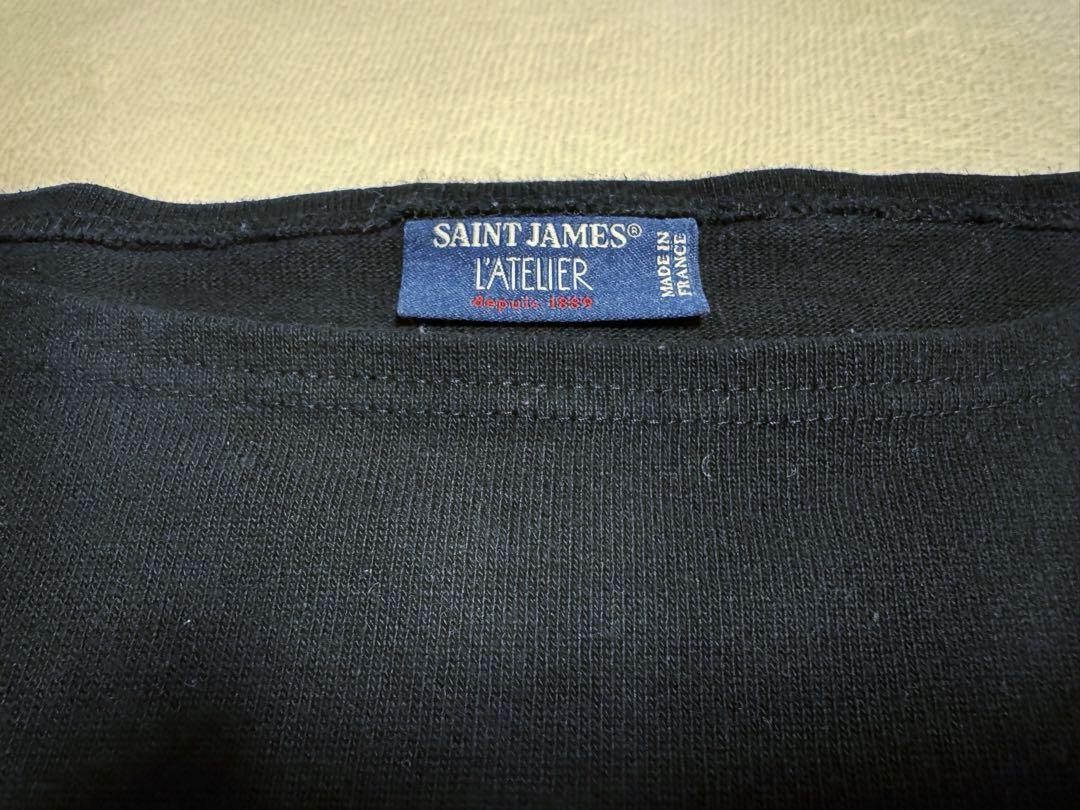 SAINT JAMES®
L'ATELIER
depuis 1889
MADE IN
FRANCE